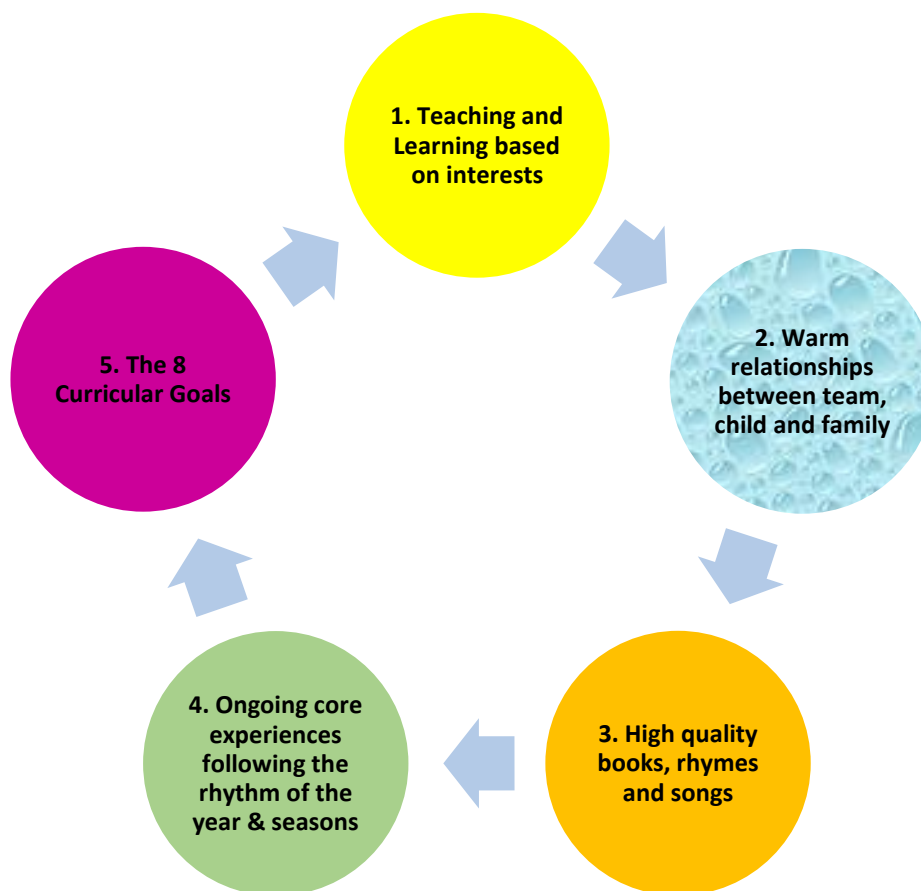 1. Teaching and
Learning based
on interests
2. Warm
relationships
between team,
child and family
3. High quality
books, rhymes
and songs
4. Ongoing core
experiences
following the
rhythm of the
year & seasons
5. The 8
Curricular Goals